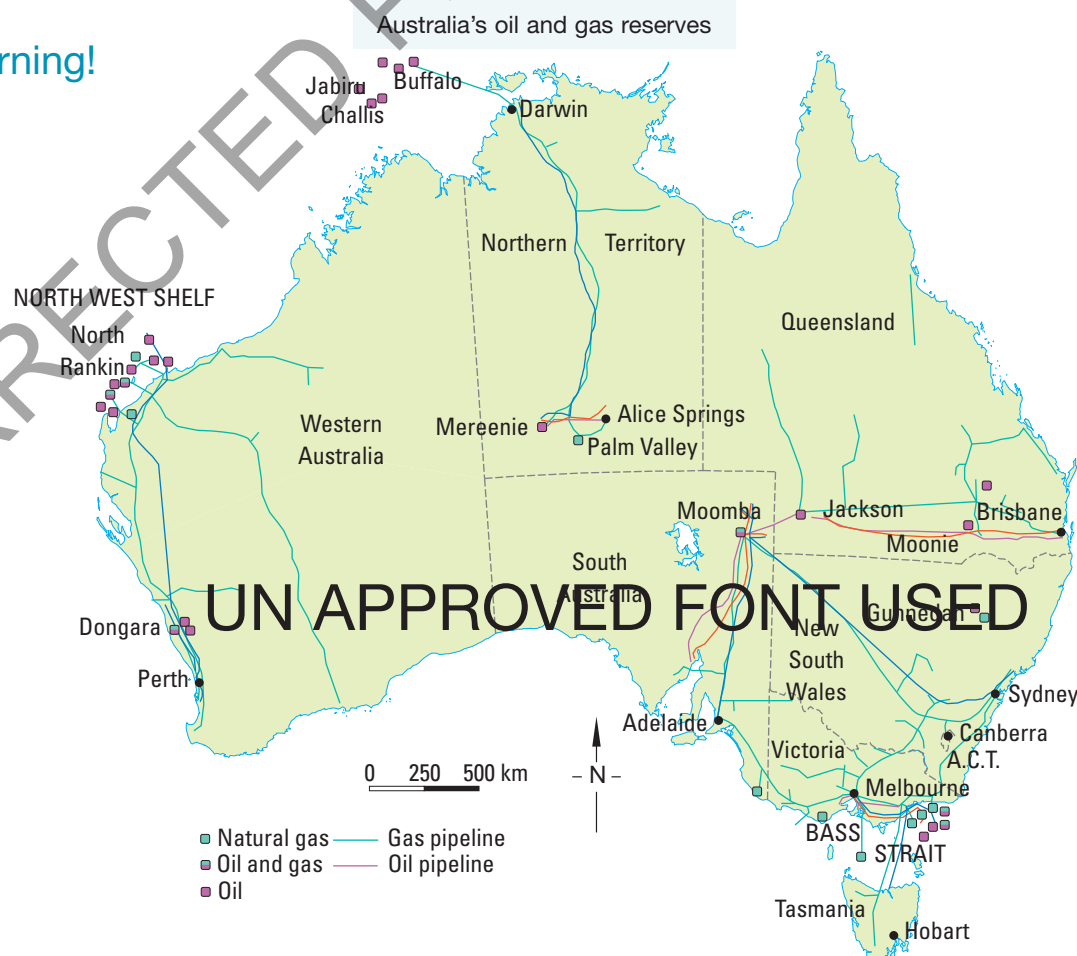 Australia's oil and gas reserves
rning!
RECTED
Jabiru
Buffalo
Challis
Darwin
Northern Territory
NORTH WEST SHELF
North
Rankin
Queensland
Western
Australia
Mereenie
Alice Springs
Palm Valley
Moomba
Jackson
Brisbane
Moonie
South
Australia
UN APPROVED FONT USED
Gunnedah
Dongara
New
South
Wales
Perth
Sydney
Adelaide
Canberra
A.C.T.
Victoria
0 250 500 km
N
Melbourne
BASS
STRAIT
Natural gas
Gas pipeline
Oil and gas
Oil pipeline
Oil
Tasmania
Hobart